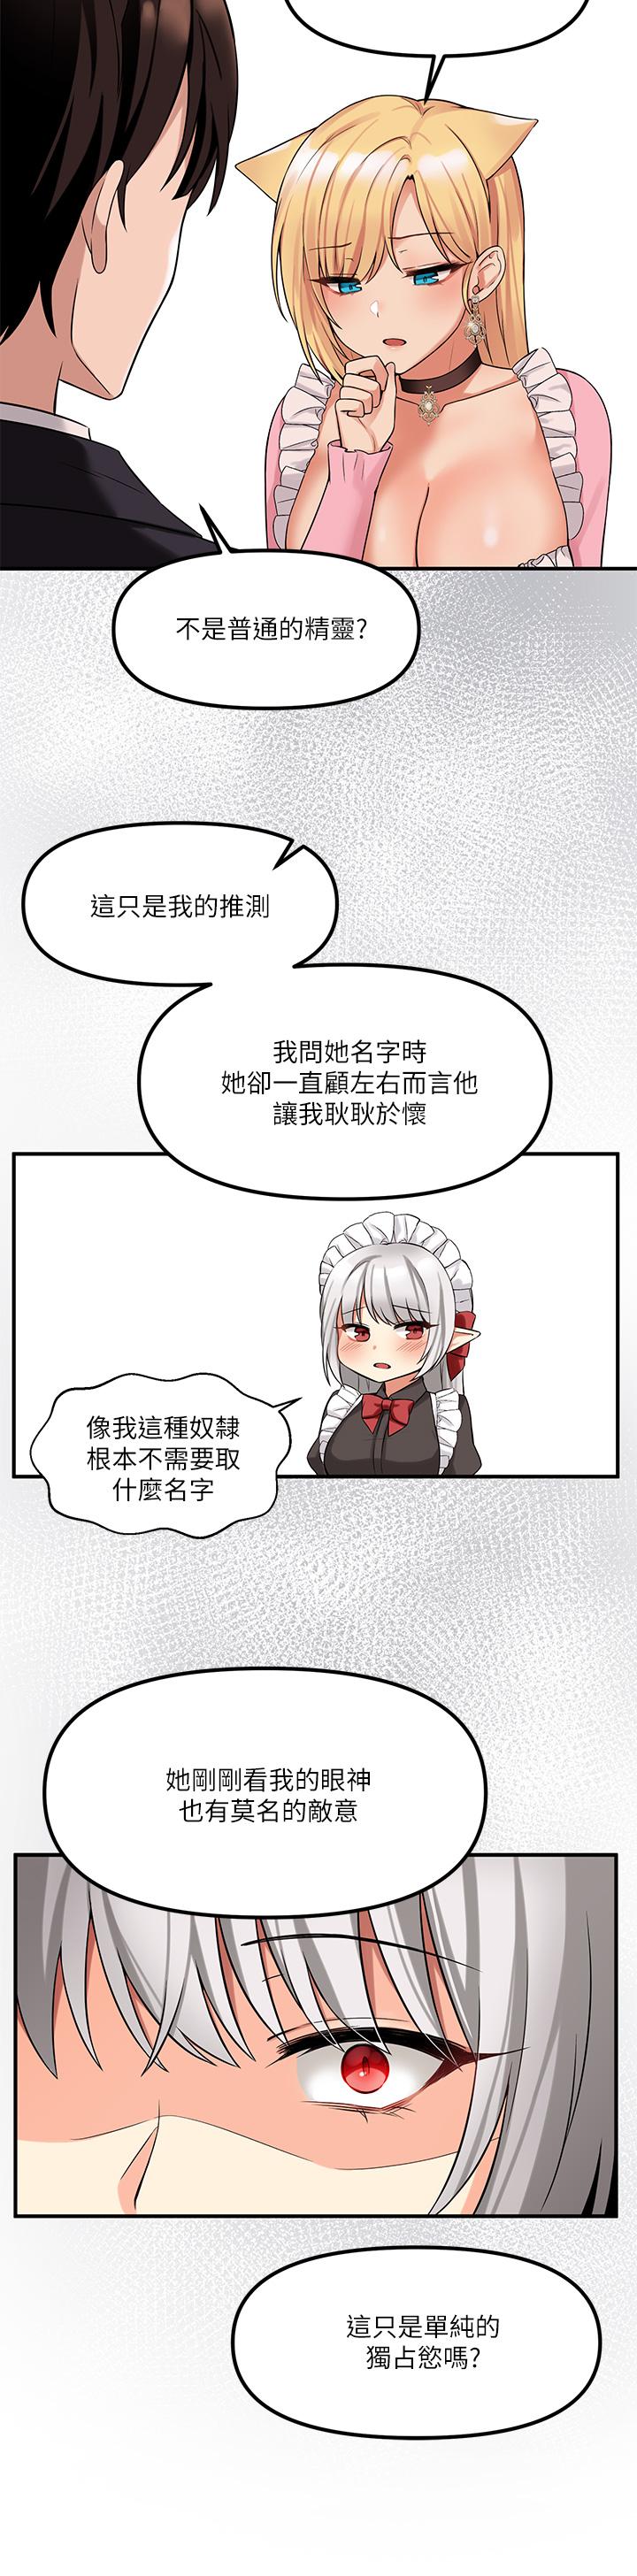 不是普通的精靈?
這只是我的推測
我問她名字時
她卻一直顧左右而言他
讓我耿耿於懷
像我這種奴隸
根本不需要取
什麼名字
她剛剛看我的眼神
也有莫名的敵意
這只是單純的
獨占慾嗎?